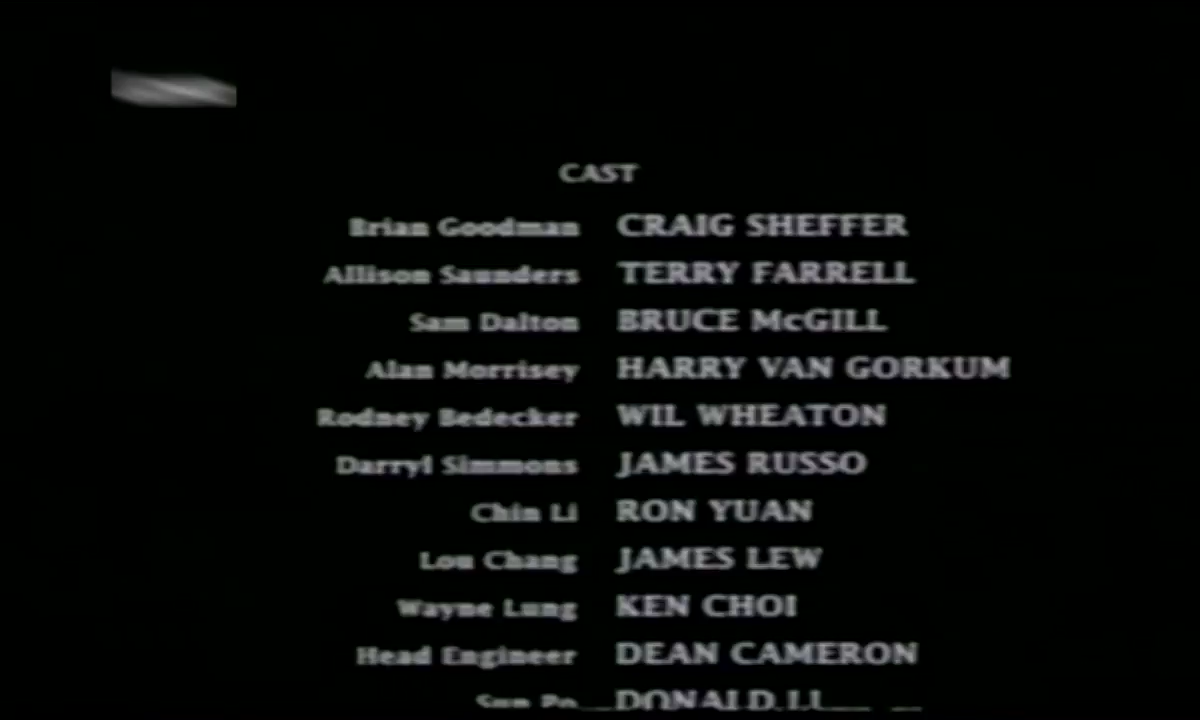 CAST
Brian Goodman CRAIG SHEFFER
Allison Saunders TERRY FARRELL
Sam Dalton BRUCE McGILL
Alan Morrisey HARRY VAN GORKUM
Rodney Bedecker WIL WHEATON
Darryl Simmons JAMES RUSSO
Chin Li RON YUAN
Lou Chang JAMES LEW
Wayne Lung KEN CHOI
Head Engineer DEAN CAMERON
DONALD LI